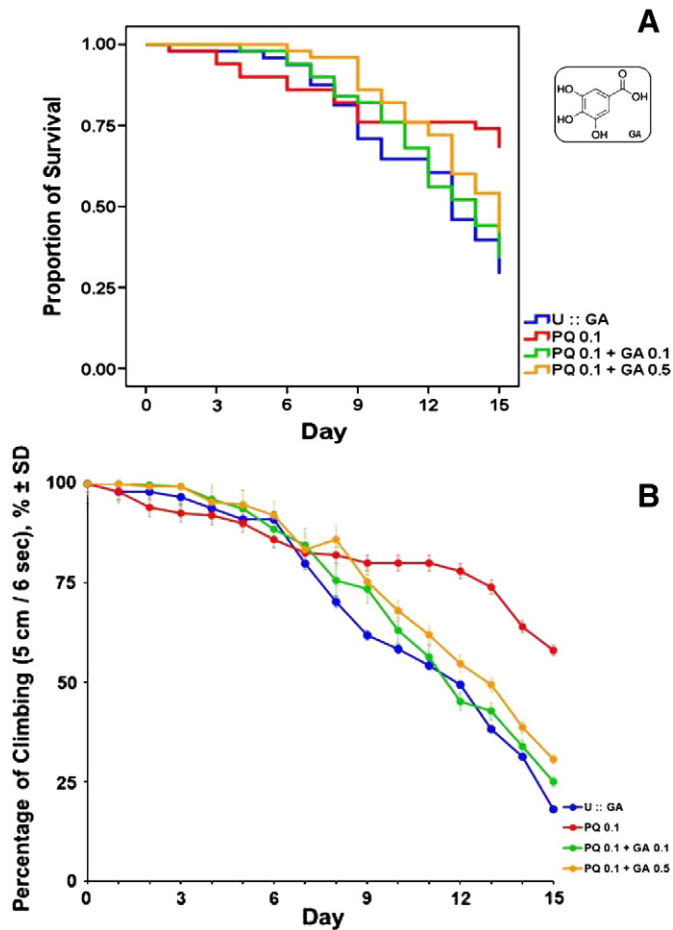 A
1.00
0.75
0.50
0.25
0.00
Proportion of Survival
0 3 6 9 12 15
Day
O
HO
OH
HO
OH
GA
U :: GA
PQ 0.1
PQ 0.1 + GA 0.1
PQ 0.1 + GA 0.5
B
Percentage of Climbing (5 cm / 6 sec), % ± SD
100
75
50
25
0
0 3 6 9 12 15
Day
U :: GA
PQ 0.1
PQ 0.1 + GA 0.1
PQ 0.1 + GA 0.5